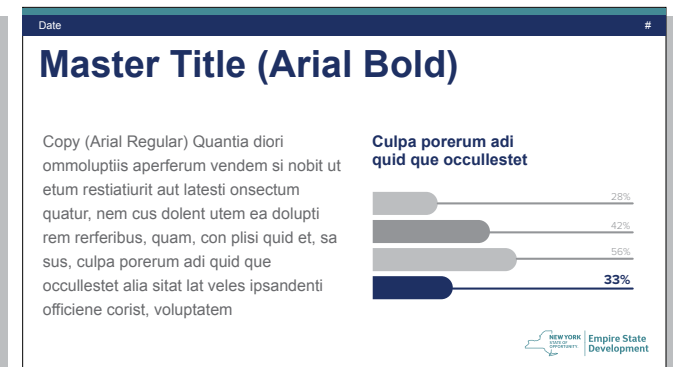 Date
#
Master Title (Arial Bold)
Copy (Arial Regular) Quantia diori
ommoluptiis aperferum vendem si nobit ut
etum restiatiurit aut latesti onsectum
quatur, nem cus dolent utem ea dolupti
rem rerferibus, quam, con plisi quid et, sa
sus, culpa porerum adi quid que
occullestet alia sitat lat veles ipsandenti
officiene corist, voluptatem
Culpa porerum adi
quid que occullestet
28%
42%
56%
33%
NEW YORK
STATE OF
OPPORTUNITY
Empire State
Development